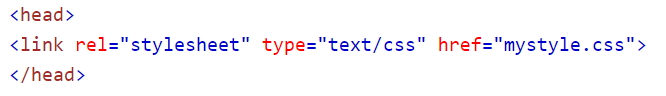 <head>
<link rel="stylesheet" type="text/css" href="mystyle.css">
</head>